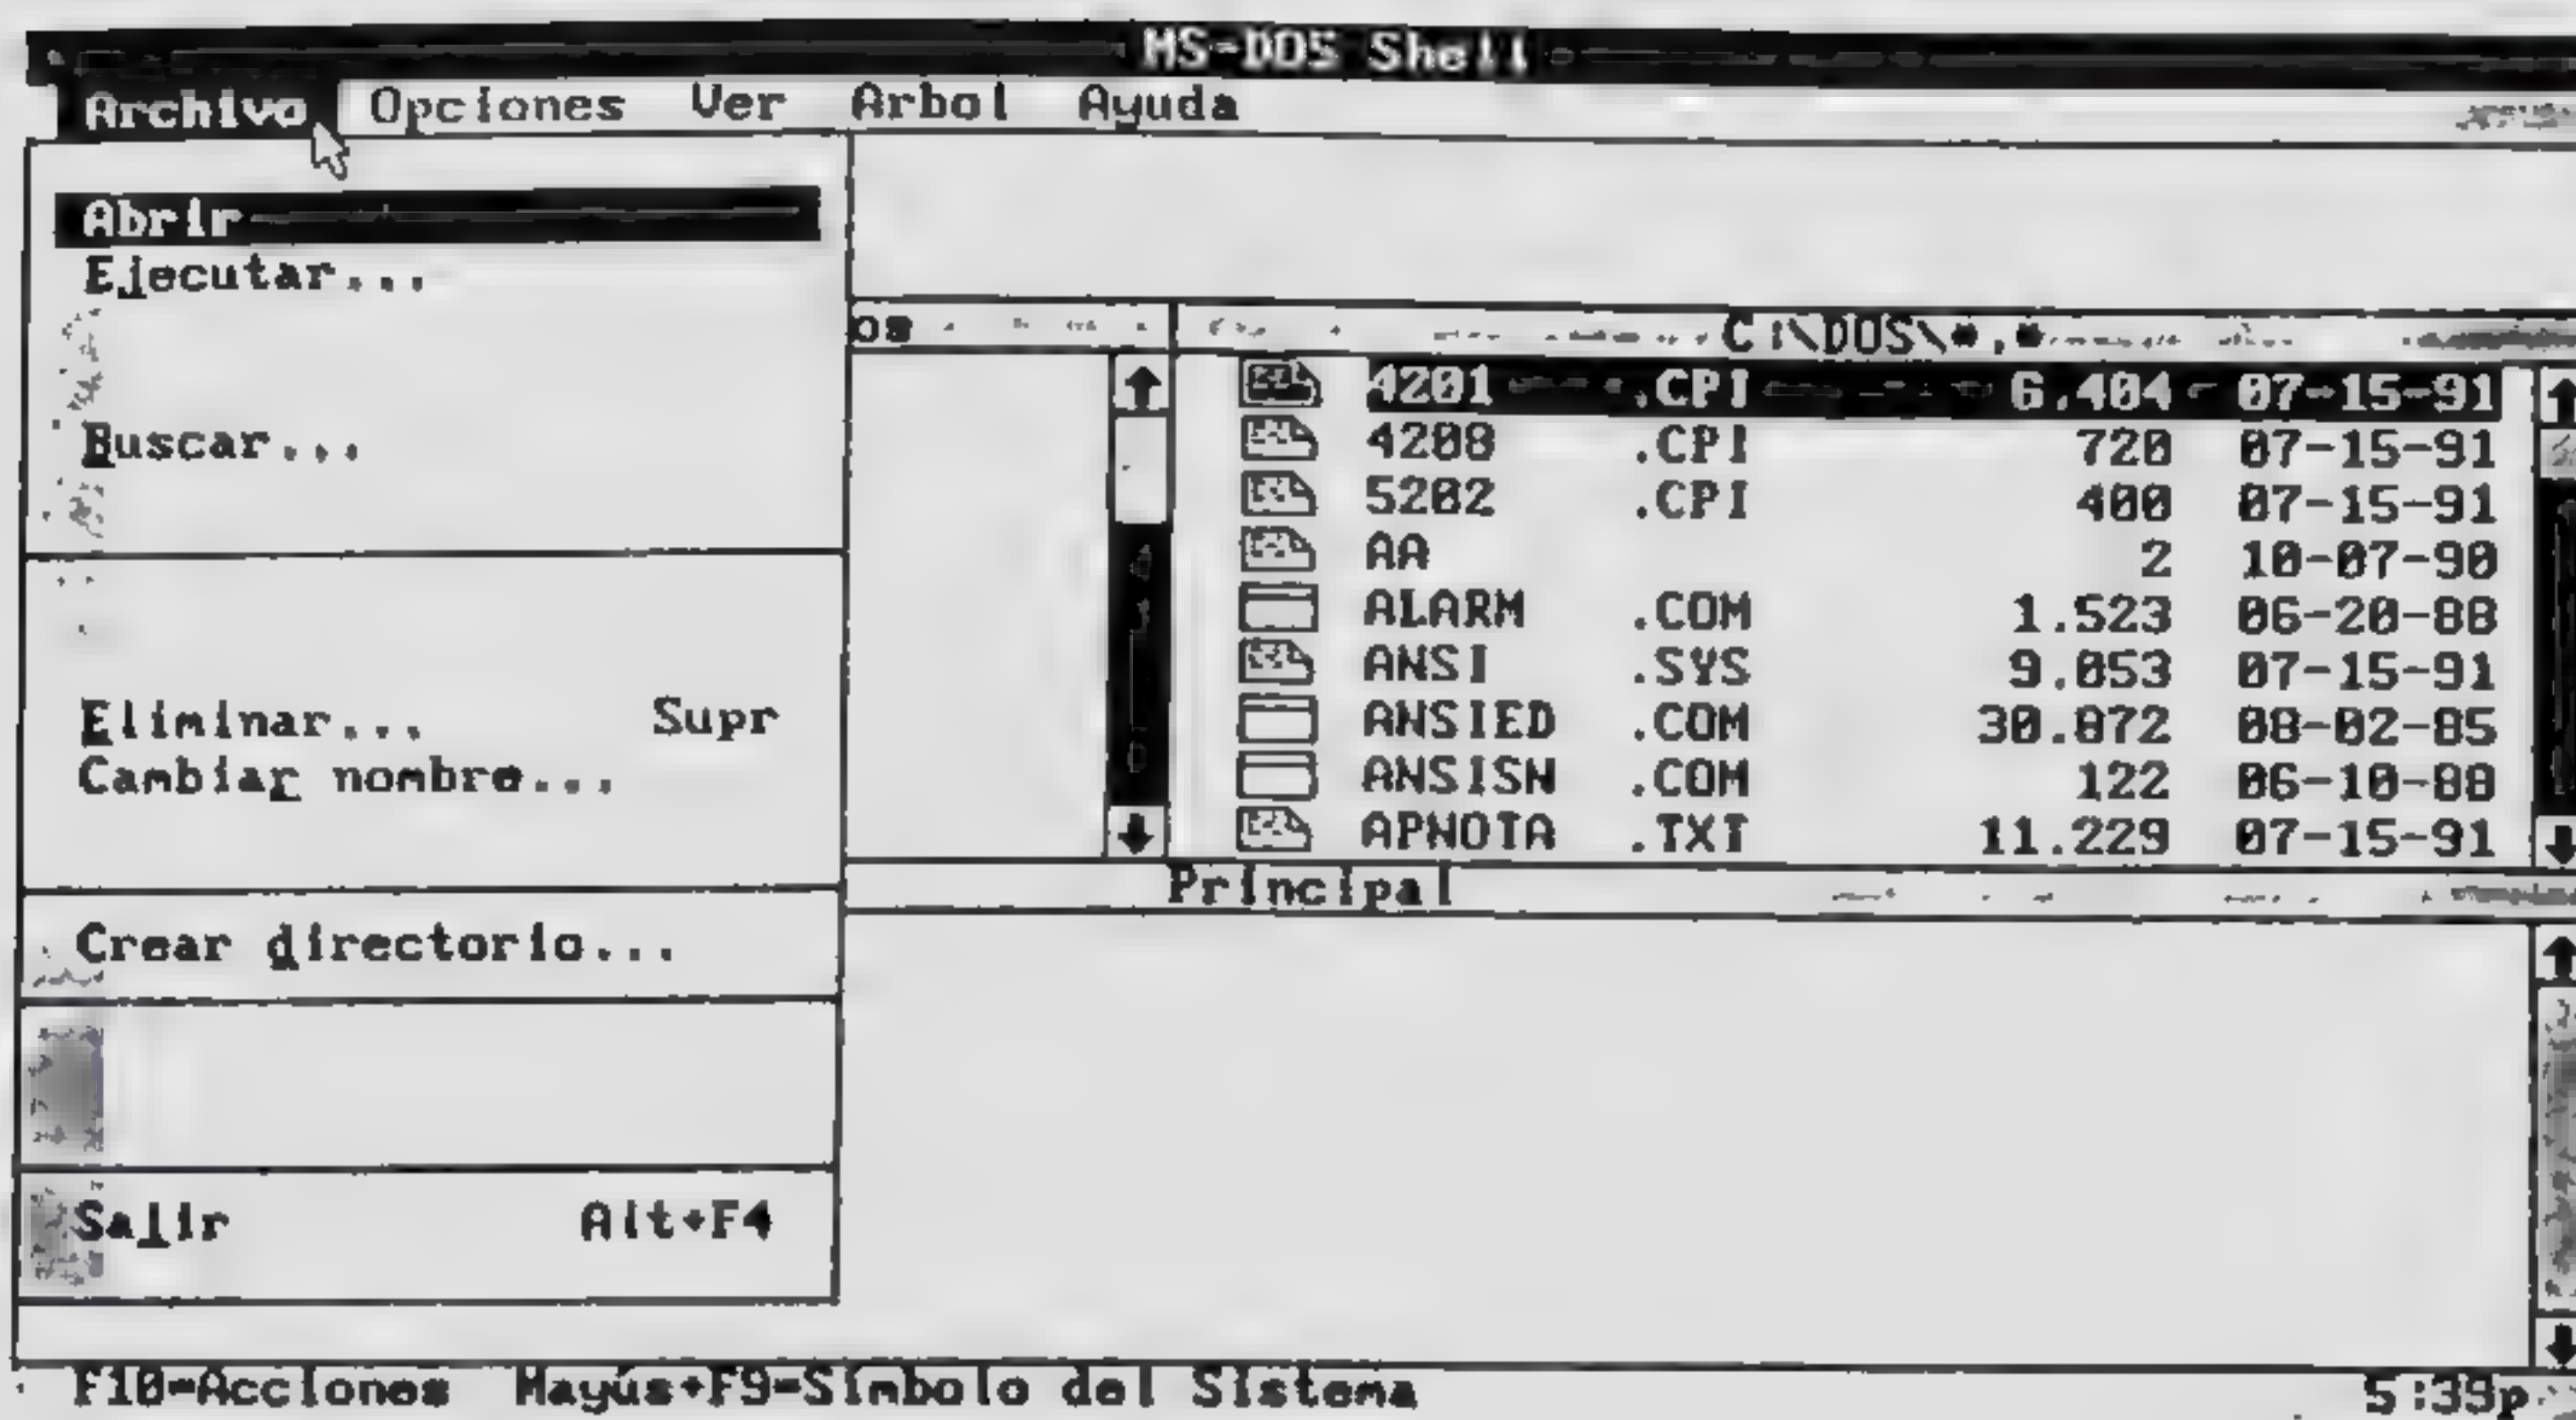 MS-DOS Shell
Archivo Opciones Ver Arbol Ayuda
Abrir
Ejecutar...
Buscar...
Eliminar... Supr
Cambiar nombre...
Crear directorio...
Salir Alt+F4
os C:\DOS\*.*
4201 .CPI 6.404 07-15-91
4208 .CPI 720 07-15-91
5202 .CPI 400 07-15-91
AA 2 10-07-90
ALARM .COM 1.523 06-20-88
ANSI .SYS 9.053 07-15-91
ANSIED .COM 30.072 08-02-85
ANSISN .COM 122 06-10-88
APNOTA .TXT 11.229 07-15-91
Principal
F10=Acciones Mayús+F9=Símbolo del Sistema 5:39p